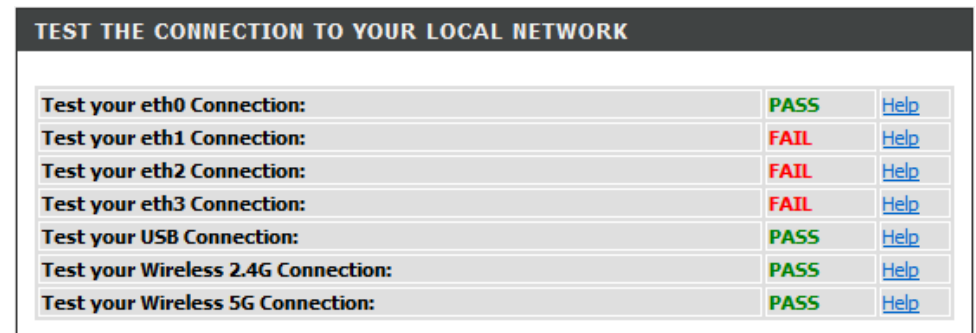 TEST THE CONNECTION TO YOUR LOCAL NETWORK
Test your eth0 Connection: PASS Help
Test your eth1 Connection: FAIL Help
Test your eth2 Connection: FAIL Help
Test your eth3 Connection: FAIL Help
Test your USB Connection: PASS Help
Test your Wireless 2.4G Connection: PASS Help
Test your Wireless 5G Connection: PASS Help